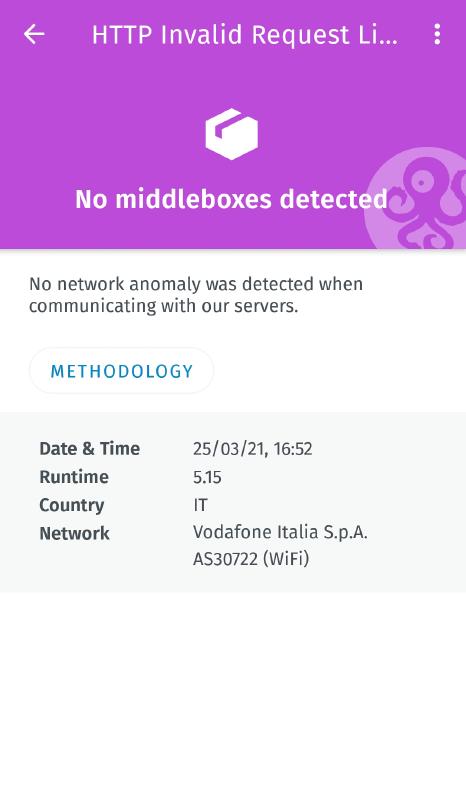 HTTP Invalid Request Li...
No middleboxes detected
No network anomaly was detected when
communicating with our servers.
METHODOLOGY
Date & Time 25/03/21, 16:52
Runtime 5.15
Country IT
Network Vodafone Italia S.p.A.
AS30722 (WiFi)